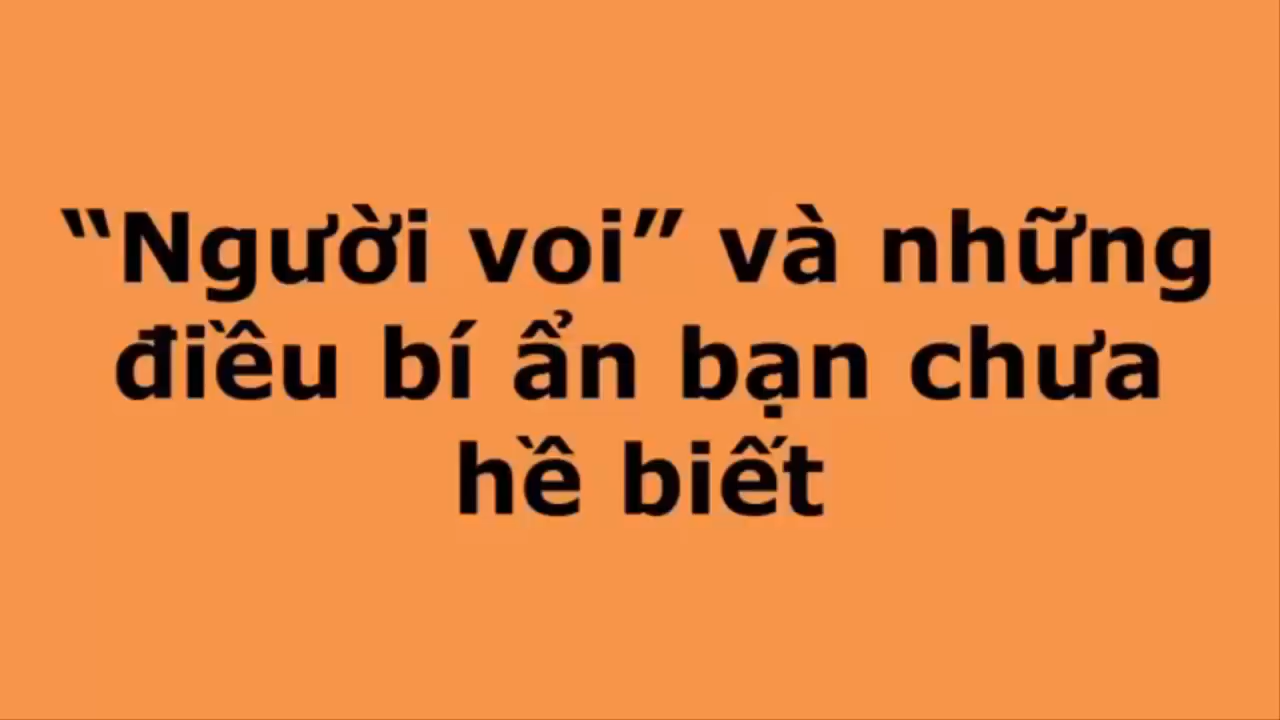 “Người voi” và những
điều bí ẩn bạn chưa
hề biết